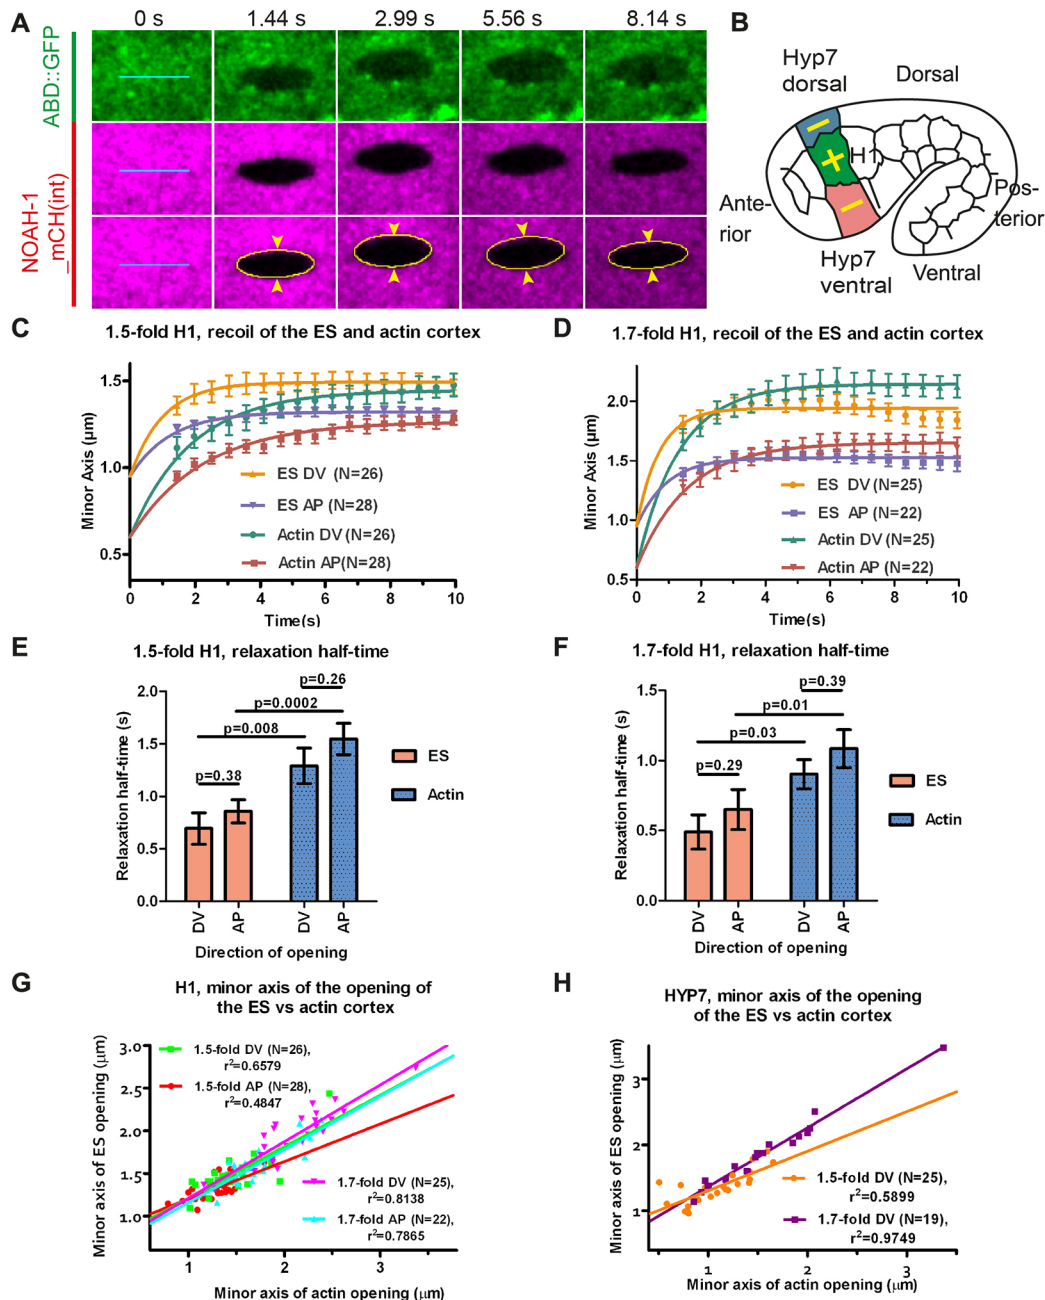 A
0 s
1.44 s
2.99 s
5.56 s
8.14 s
ABD::GFP
NOAH-1
_mCH(int)
B
Hyp7
dorsal
Dorsal
H1
Ante-
rior
Pos-
terior
Hyp7
ventral
Ventral
C
1.5-fold H1, recoil of the ES and actin cortex
Minor Axis (μm)
1.5
1.0
0.5
ES DV (N=26)
ES AP (N=28)
Actin DV (N=26)
Actin AP(N=28)
0 2 4 6 8 10
Time(s)
D
1.7-fold H1, recoil of the ES and actin cortex
Minor Axis (μm)
2.0
1.5
1.0
0.5
ES DV (N=25)
ES AP (N=22)
Actin DV (N=25)
Actin AP (N=22)
0 2 4 6 8 10
Time(s)
E
1.5-fold H1, relaxation half-time
Relaxation half-time (s)
2.0
1.5
1.0
0.5
0.0
p=0.26
p=0.0002
p=0.008
p=0.38
ES
Actin
DV AP DV AP
Direction of opening
F
1.7-fold H1, relaxation half-time
Relaxation half-time (s)
1.5
1.0
0.5
0.0
p=0.39
p=0.01
p=0.03
p=0.29
ES
Actin
DV AP DV AP
Direction of opening
G
H1, minor axis of the opening of
the ES vs actin cortex
Minor axis of ES opening (μm)
3.0
2.5
2.0
1.5
1.0
1.5-fold DV (N=26),
r²=0.6579
1.5-fold AP (N=28),
r²=0.4847
1.7-fold DV (N=25),
r²=0.8138
1.7-fold AP (N=22),
r²=0.7865
1 2 3
Minor axis of actin opening (μm)
H
HYP7, minor axis of the opening
of the ES vs actin cortex
Minor axis of ES opening (μm)
3
2
1
1.5-fold DV (N=25),
r²=0.5899
1.7-fold DV (N=19),
r²=0.9749
1 2 3
Minor axis of actin opening (μm)